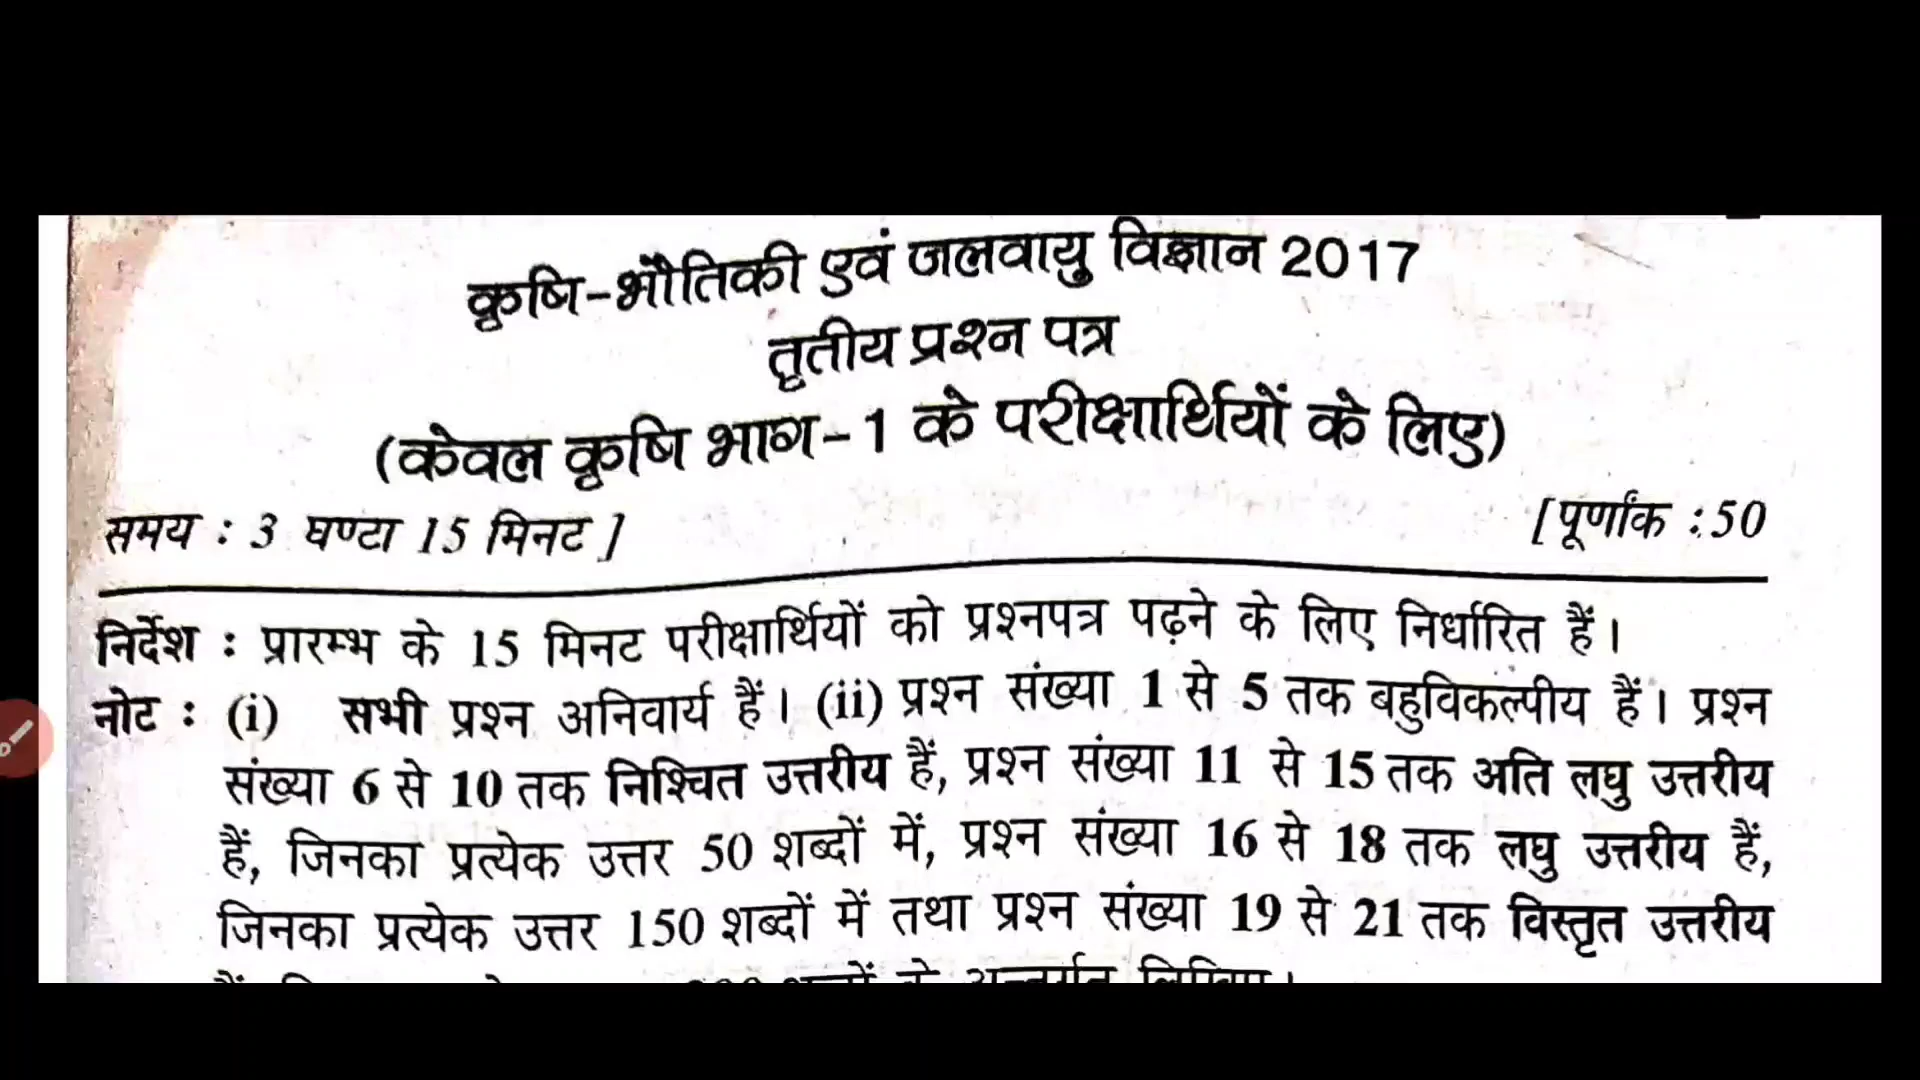 कृषि-भौतिकी एवं जलवायु विज्ञान 2017
तृतीय प्रश्न पत्र
(केवल कृषि भाग-1 के परीक्षार्थियों के लिए)
समय : 3 घण्टा 15 मिनट ]
[पूर्णांक : 50
निर्देश : प्रारम्भ के 15 मिनट परीक्षार्थियों को प्रश्नपत्र पढ़ने के लिए निर्धारित हैं।
नोट : (i) सभी प्रश्न अनिवार्य हैं। (ii) प्रश्न संख्या 1 से 5 तक बहुविकल्पीय हैं। प्रश्न
संख्या 6 से 10 तक निश्चित उत्तरीय हैं, प्रश्न संख्या 11 से 15 तक अति लघु उत्तरीय
हैं, जिनका प्रत्येक उत्तर 50 शब्दों में, प्रश्न संख्या 16 से 18 तक लघु उत्तरीय हैं,
जिनका प्रत्येक उत्तर 150 शब्दों में तथा प्रश्न संख्या 19 से 21 तक विस्तृत उत्तरीय